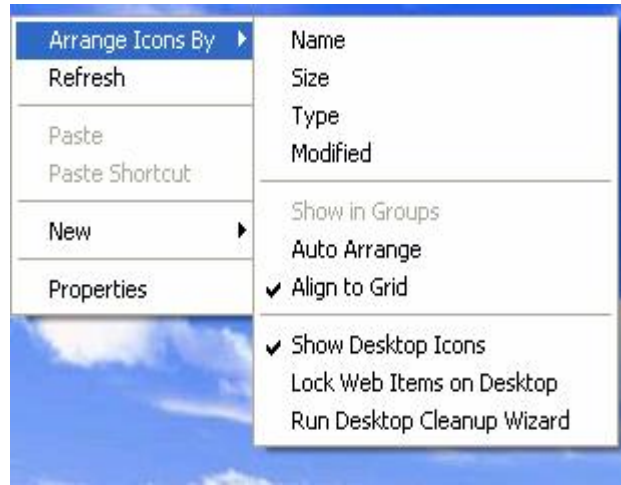 Arrange Icons By
Refresh
Paste
Paste Shortcut
New
Properties
Name
Size
Type
Modified
Show in Groups
Auto Arrange
Align to Grid
Show Desktop Icons
Lock Web Items on Desktop
Run Desktop Cleanup Wizard